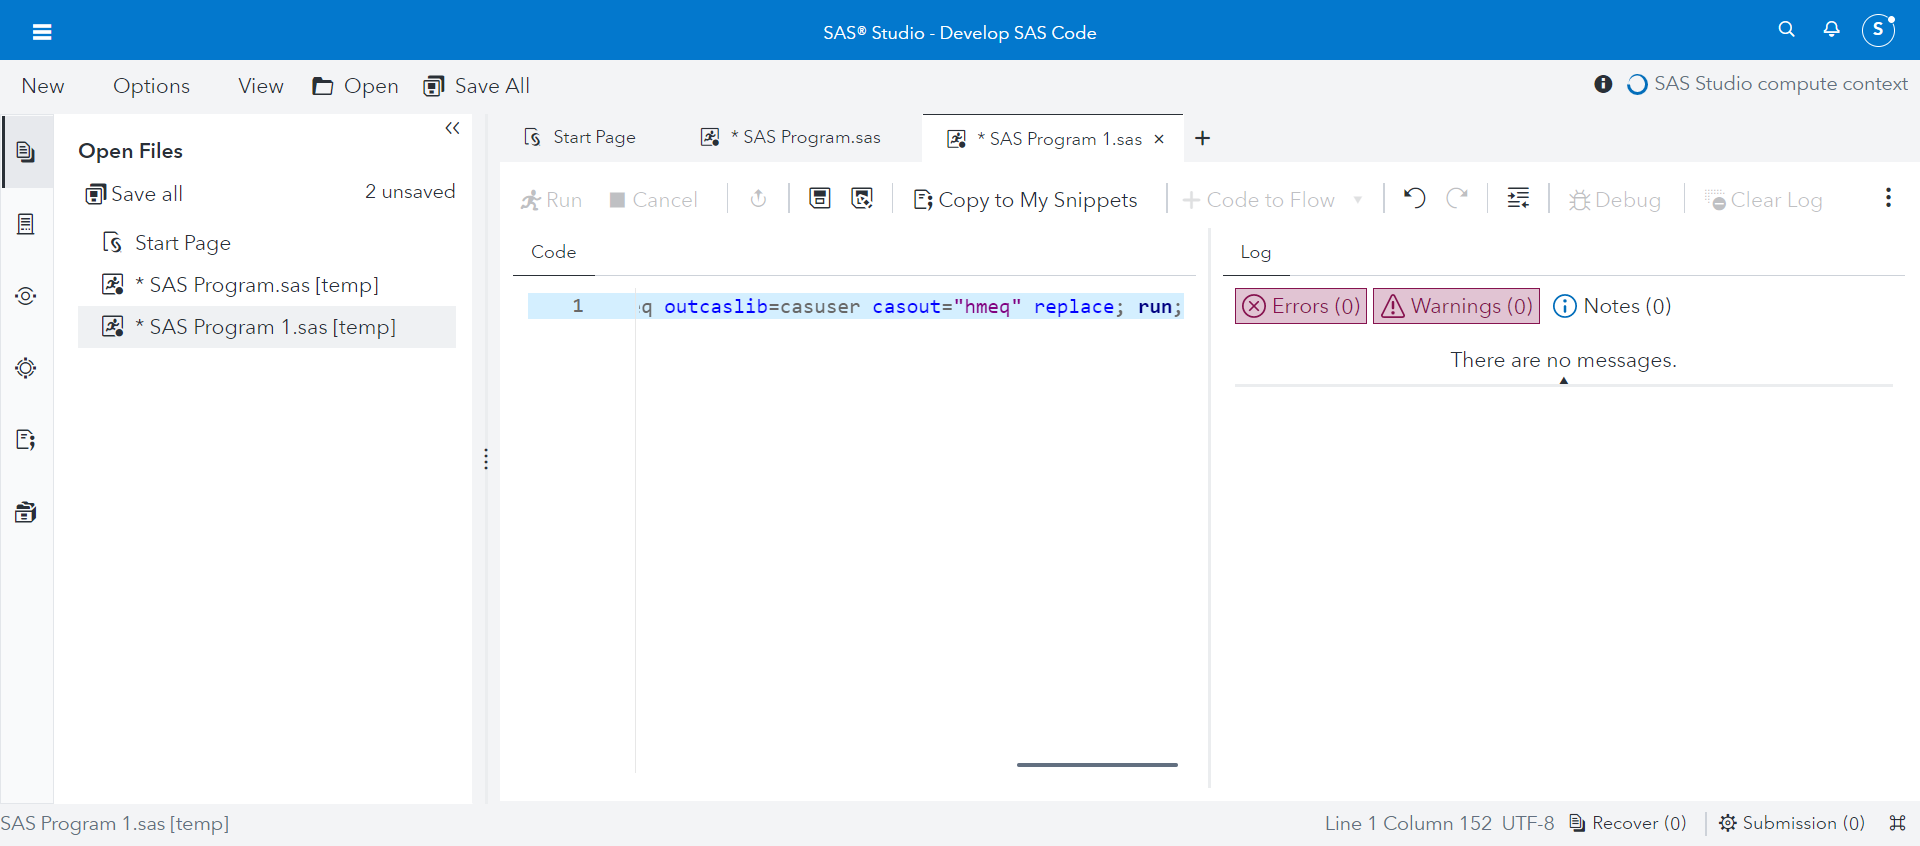 SAS® Studio - Develop SAS Code
S
New Options View Open Save All
SAS Studio compute context
Open Files
Save all 2 unsaved
Start Page
* SAS Program.sas [temp]
* SAS Program 1.sas [temp]
Start Page * SAS Program.sas * SAS Program 1.sas
Run Cancel Copy to My Snippets Code to Flow Debug Clear Log
Code
1 eq outcaslib=casuser casout="hmeq" replace; run;
Log
Errors (0) Warnings (0) Notes (0)
There are no messages.
SAS Program 1.sas [temp]
Line 1 Column 152 UTF-8 Recover (0) Submission (0)